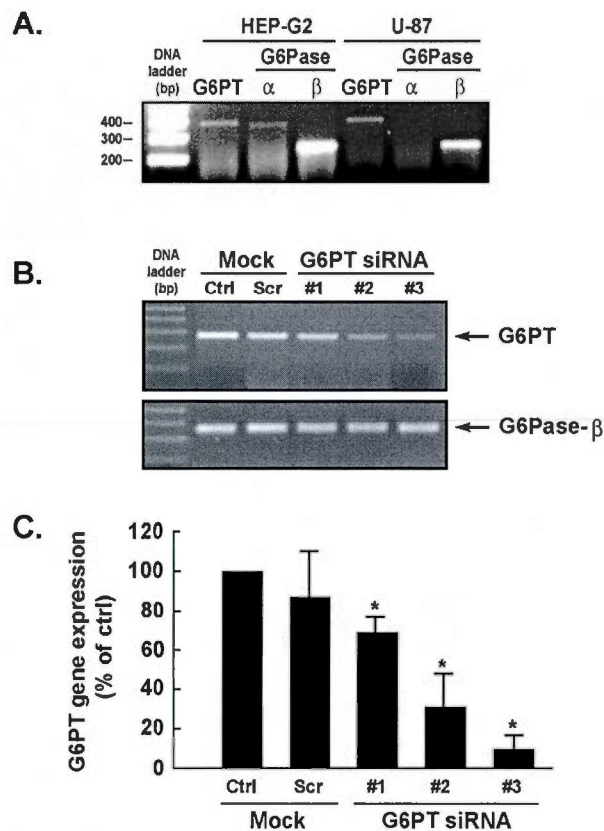 A.
HEP-G2 U-87
DNA ladder (bp) G6Pase G6Pase
G6PT α β G6PT α β
400–
300–
200–
B.
DNA ladder (bp) Mock G6PT siRNA
Ctrl Scr #1 #2 #3
G6PT
G6Pase-β
C.
G6PT gene expression
(% of ctrl)
120
100
80
60
40
20
0
*
*
*
Ctrl Scr #1 #2 #3
Mock G6PT siRNA